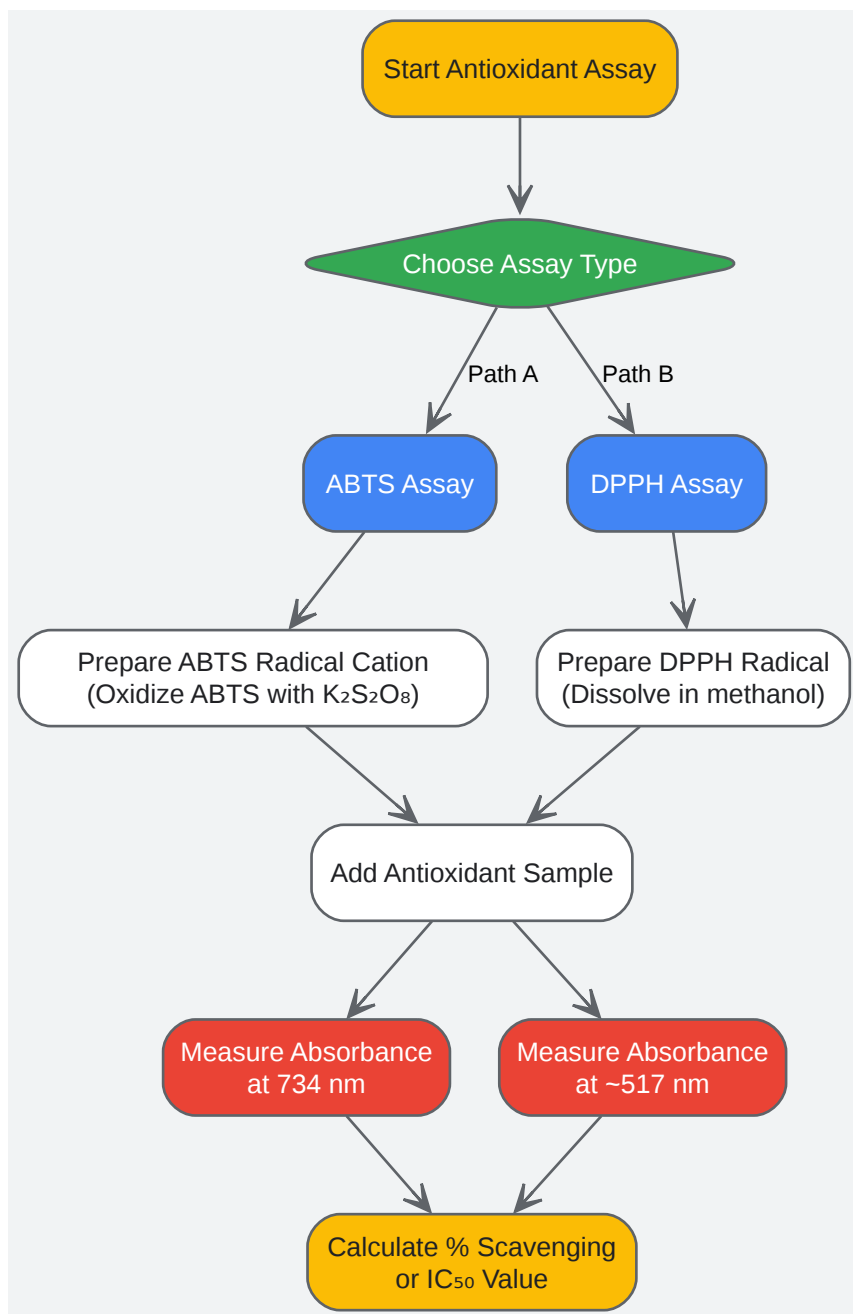 Start Antioxidant Assay
Choose Assay Type
Path A
Path B
ABTS Assay
DPPH Assay
Prepare ABTS Radical Cation
(Oxidize ABTS with K₂S₂O₈)
Prepare DPPH Radical
(Dissolve in methanol)
Add Antioxidant Sample
Measure Absorbance
at 734 nm
Measure Absorbance
at ~517 nm
Calculate % Scavenging
or IC₅₀ Value